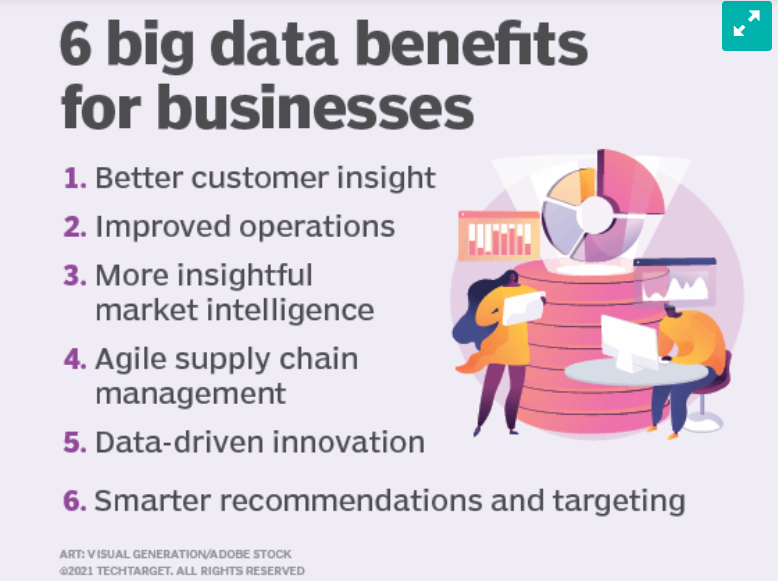 6 big data benefits
for businesses
1. Better customer insight
2. Improved operations
3. More insightful
market intelligence
4. Agile supply chain
management
5. Data-driven innovation
6. Smarter recommendations and targeting
ART: VISUAL GENERATION/ADOBE STOCK
©2021 TECHTARGET. ALL RIGHTS RESERVED